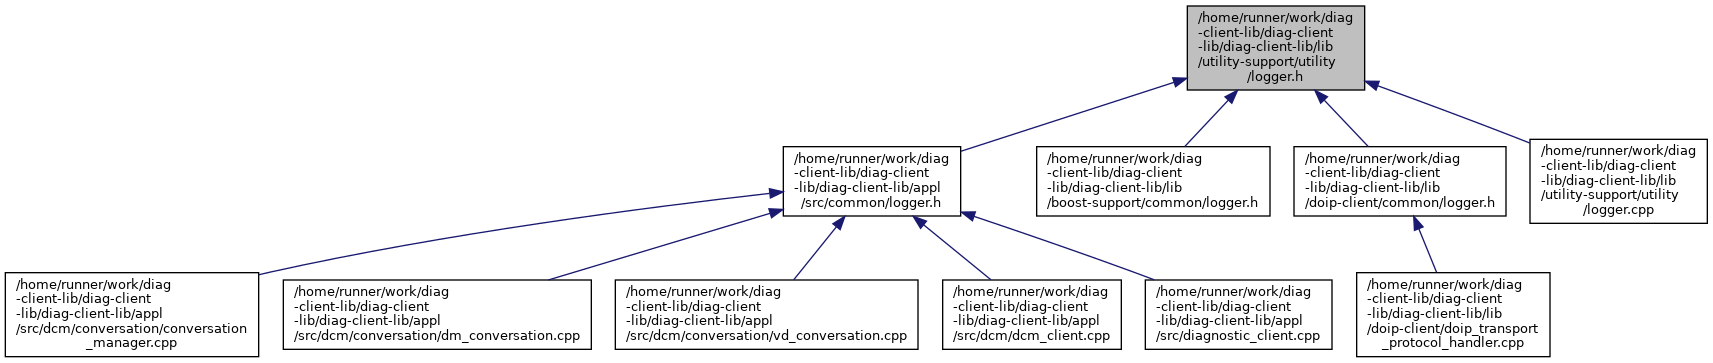 /home/runner/work/diag
-client-lib/diag-client
-lib/diag-client-lib/lib
/utility-support/utility
/logger.h
/home/runner/work/diag
-client-lib/diag-client
-lib/diag-client-lib/appl
/src/common/logger.h
/home/runner/work/diag
-client-lib/diag-client
-lib/diag-client-lib/lib
/boost-support/common/logger.h
/home/runner/work/diag
-client-lib/diag-client
-lib/diag-client-lib/lib
/doip-client/common/logger.h
/home/runner/work/diag
-client-lib/diag-client
-lib/diag-client-lib/lib
/utility-support/utility
/logger.cpp
/home/runner/work/diag
-client-lib/diag-client
-lib/diag-client-lib/appl
/src/dcm/conversation/conversation
_manager.cpp
/home/runner/work/diag
-client-lib/diag-client
-lib/diag-client-lib/appl
/src/dcm/conversation/dm_conversation.cpp
/home/runner/work/diag
-client-lib/diag-client
-lib/diag-client-lib/appl
/src/dcm/conversation/vd_conversation.cpp
/home/runner/work/diag
-client-lib/diag-client
-lib/diag-client-lib/appl
/src/dcm/dcm_client.cpp
/home/runner/work/diag
-client-lib/diag-client
-lib/diag-client-lib/appl
/src/diagnostic_client.cpp
/home/runner/work/diag
-client-lib/diag-client
-lib/diag-client-lib/lib
/doip-client/doip_transport
_protocol_handler.cpp